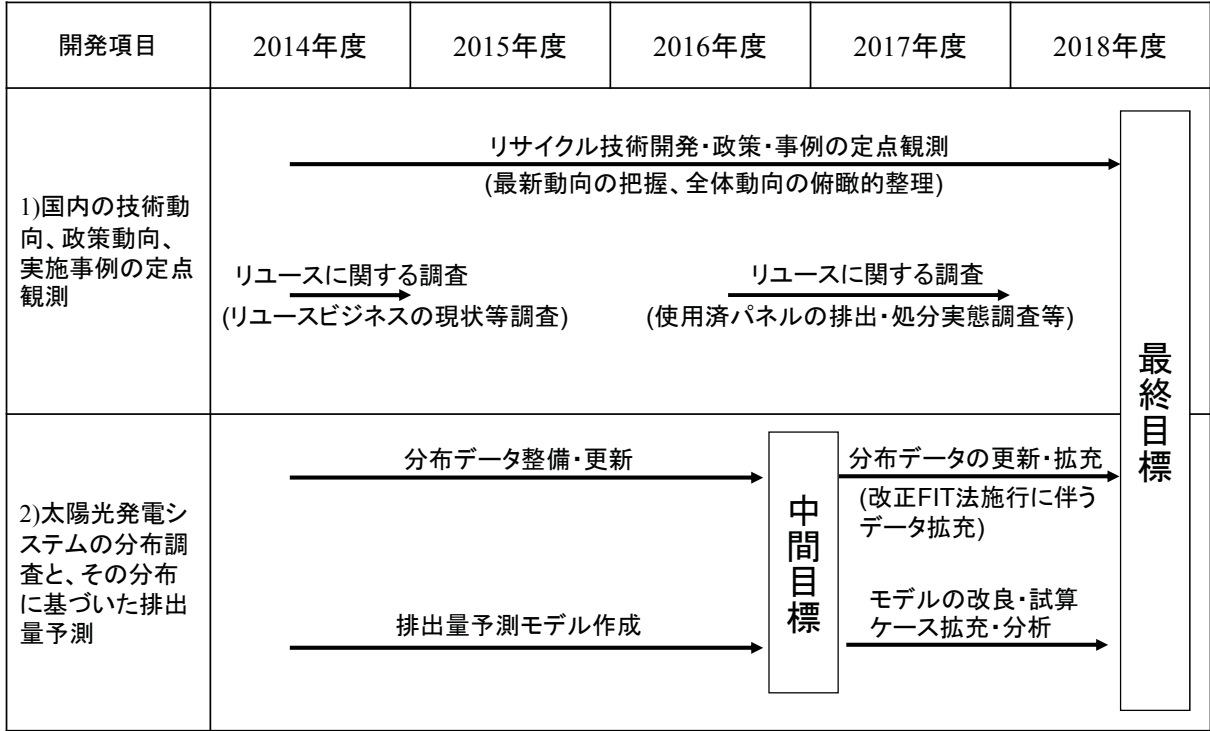 開発項目
2014年度
2015年度
2016年度
2017年度
2018年度
1)国内の技術動
向、政策動向、
実施事例の定点
観測
リサイクル技術開発・政策・事例の定点観測
(最新動向の把握、全体動向の俯瞰的整理)
リユースに関する調査
(リユースビジネスの現状等調査)
リユースに関する調査
(使用済パネルの排出・処分実態調査等)
最終目標
2)太陽光発電シ
ステムの分布調
査と、その分布
に基づいた排出
量予測
分布データ整備・更新
排出量予測モデル作成
中間目標
分布データの更新・拡充
(改正FIT法施行に伴う
データ拡充)
モデルの改良・試算
ケース拡充・分析